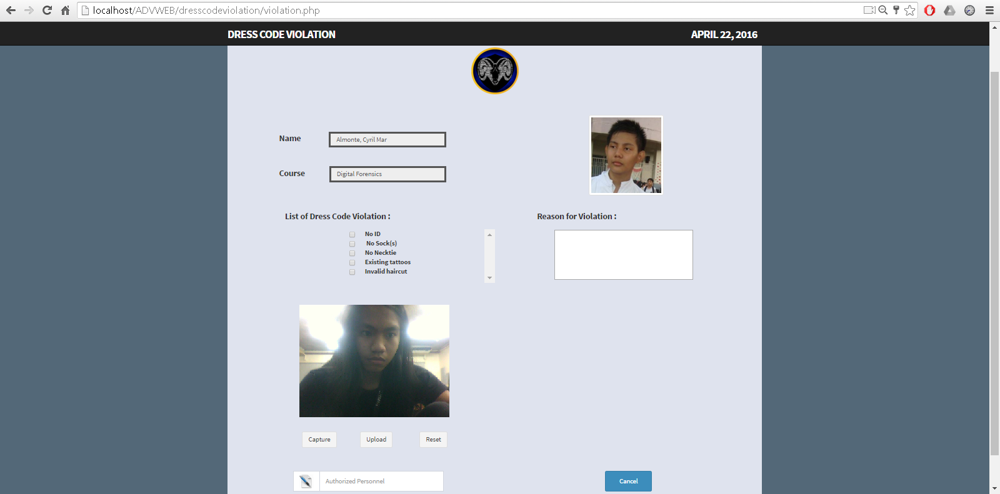 localhost/ADVWEB/dresscodeviolation/violation.php
DRESS CODE VIOLATION
APRIL 22, 2016
Name
Almonte, Cyril Mar
Course
Digital Forensics
List of Dress Code Violation :
Reason for Violation :
No ID
No Sock(s)
No Necktie
Existing tattoos
Invalid haircut
Capture
Upload
Reset
Authorized Personnel
Cancel